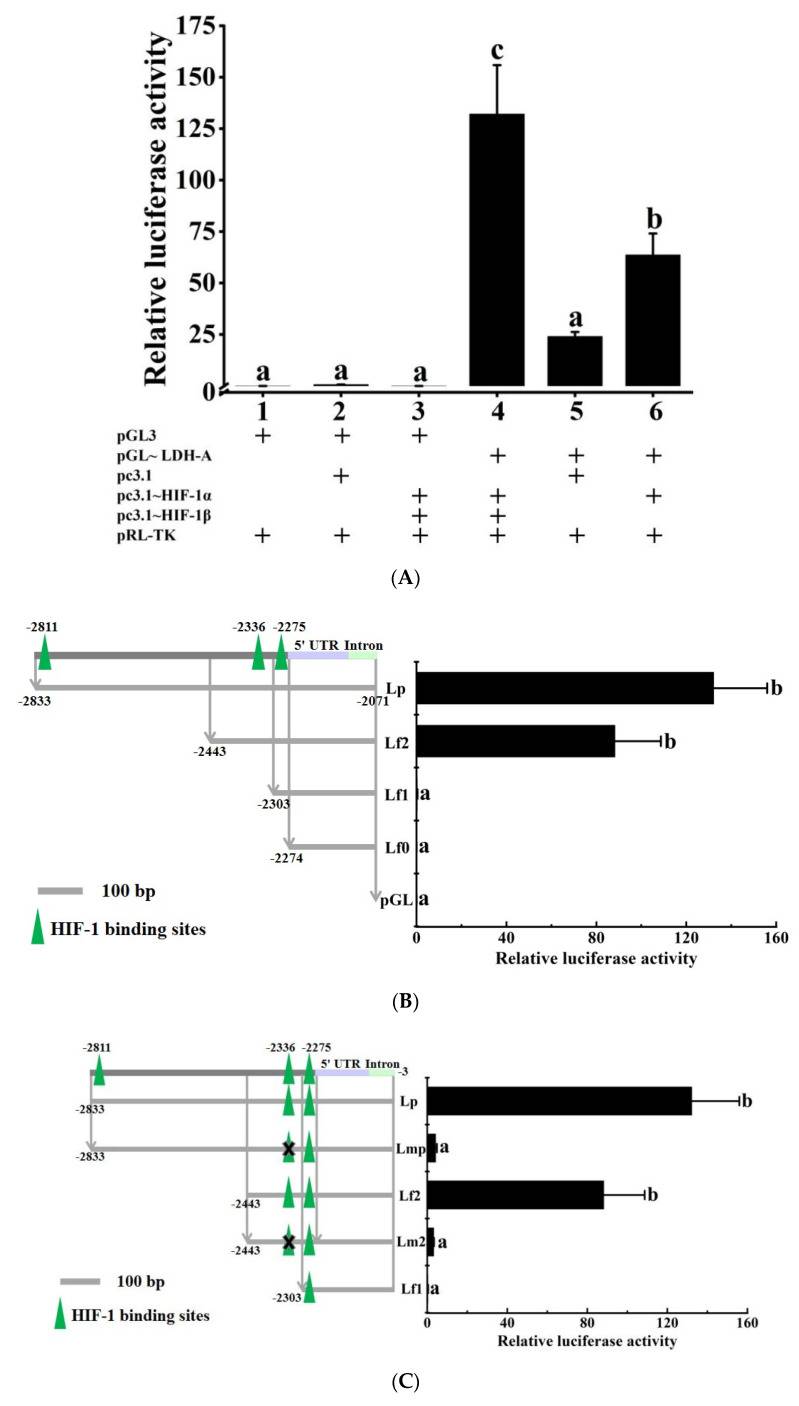 175
150
125
100
75
50
25
0
Relative luciferase activity
a a a c a b
1 2 3 4 5 6
pGL3 + + +
pGL~ LDH-A + + +
pc3.1 + +
pc3.1~HIF-1α + + +
pc3.1~HIF-1β + +
pRL-TK + + + + + +
(A)
-2811 -2336 -2275
5' UTR Intron
-2833 -2071 Lp b
-2443 Lf2 b
-2303 Lf1 a
-2274 Lf0 a
pGL a
100 bp
HIF-1 binding sites
0 40 80 120 160
Relative luciferase activity
(B)
-2811 -2336 -2275
5' UTR Intron -3
-2833 Lp b
-2833 X Lmp a
-2443 Lf2 b
-2443 X Lm2 a
-2303 Lf1 a
100 bp
HIF-1 binding sites
0 40 80 120 160
Relative luciferase activity
(C)